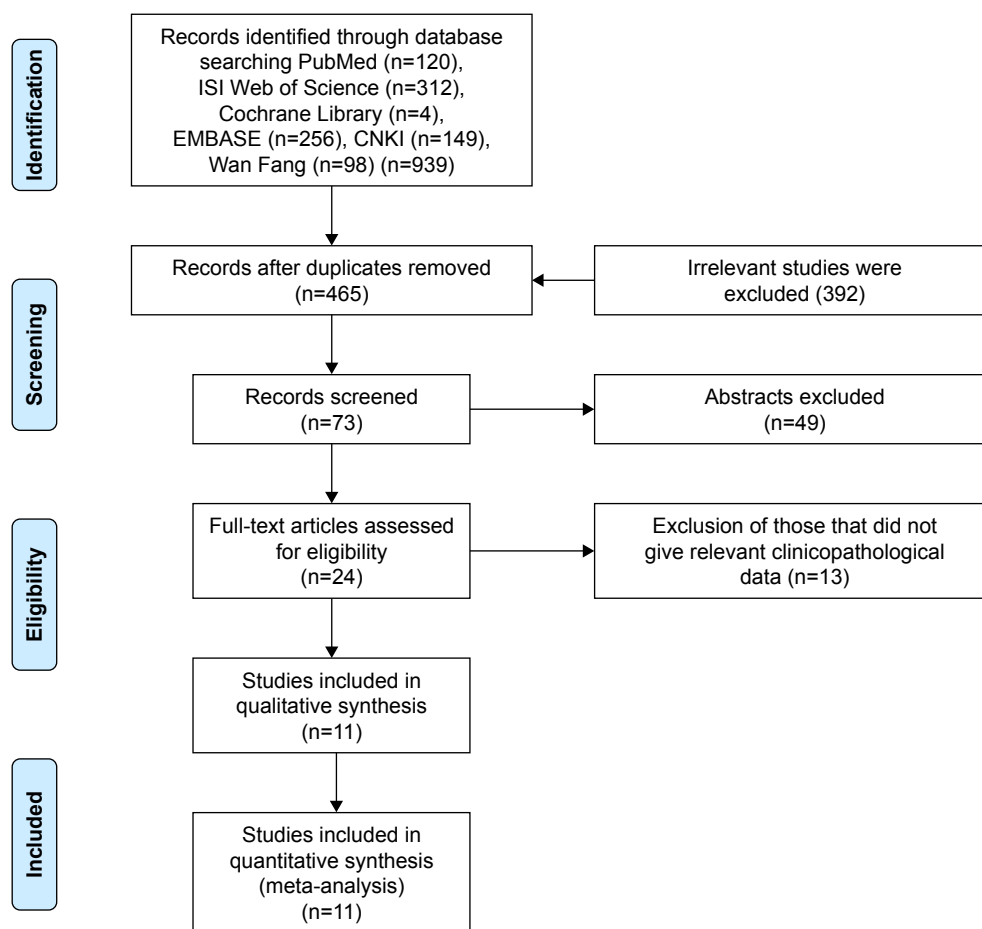 Identification
Records identified through database
searching PubMed (n=120),
ISI Web of Science (n=312),
Cochrane Library (n=4),
EMBASE (n=256), CNKI (n=149),
Wan Fang (n=98) (n=939)
Screening
Records after duplicates removed
(n=465)
Irrelevant studies were
excluded (392)
Records screened
(n=73)
Abstracts excluded
(n=49)
Eligibility
Full-text articles assessed
for eligibility
(n=24)
Exclusion of those that did not
give relevant clinicopathological
data (n=13)
Studies included in
qualitative synthesis
(n=11)
Included
Studies included in
quantitative synthesis
(meta-analysis)
(n=11)